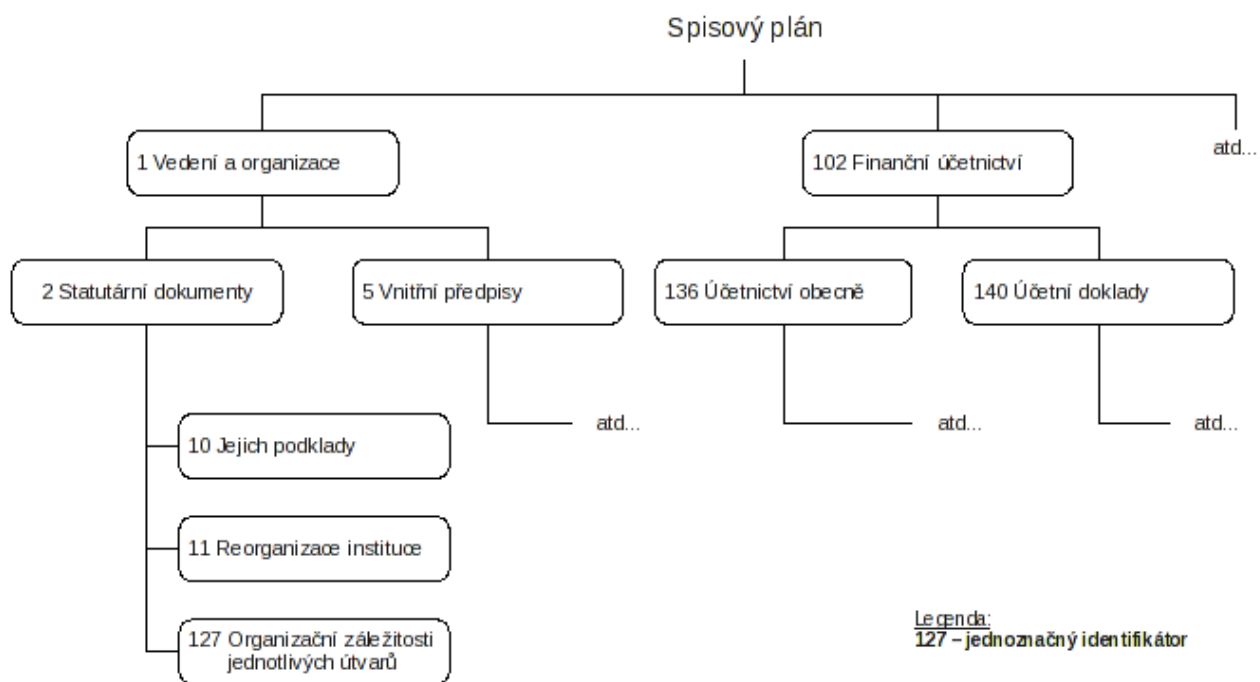 Spisový plán
1 Vedení a organizace
102 Finanční účetnictví
atd...
2 Statutární dokumenty
5 Vnitřní předpisy
136 Účetnictví obecně
140 Účetní doklady
atd...
atd...
atd...
10 Jejich podklady
11 Reorganizace instituce
127 Organizační záležitosti
jednotlivých útvarů
Legenda:
127 – jednoznačný identifikátor